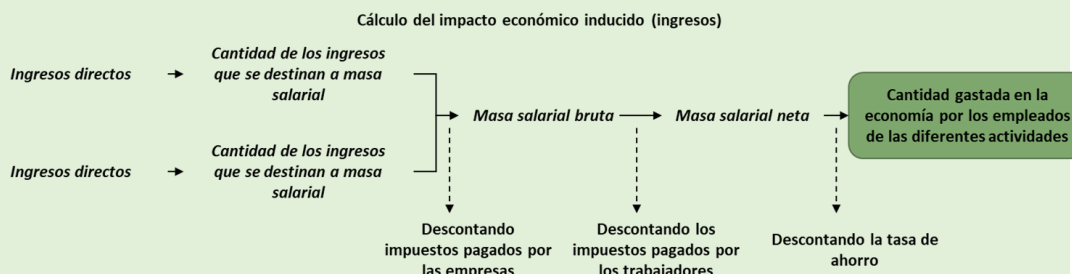 Cálculo del impacto económico inducido (ingresos)
Ingresos directos
Cantidad de los ingresos
que se destinan a masa
salarial
Ingresos directos
Cantidad de los ingresos
que se destinan a masa
salarial
Masa salarial bruta
Masa salarial neta
Cantidad gastada en la
economía por los empleados
de las diferentes actividades
Descontando
impuestos pagados por
las empresas
Descontando los
impuestos pagados por
los trabajadores
Descontando la tasa de
ahorro